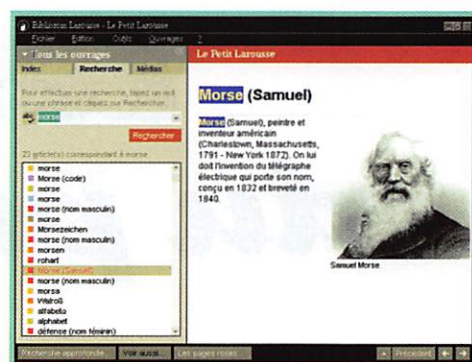 Bibliorom Larousse - Le Petit Larousse
Fichier Edition Outils Ouvrages ?
Tous les ouvrages
Index Recherche Médias
Pour effectuer une recherche, tapez un mot
ou une phrase et cliquez sur Rechercher.
morse
Rechercher
article(s) correspondant à morse
morse
Morse (code)
morse
morse
morse (nom masculin)
morse
Morsezeichen
morse (nom masculin)
morsen
rohart
Morse (Samuel)
morse (nom masculin)
morsa
Walroß
alfabeto
alphabet
défense (nom féminin)
Recherche approfondie... Voir aussi... Les pages roses...
Le Petit Larousse
Morse (Samuel)
Morse (Samuel), peintre et
inventeur américain
(Charlestown, Massachusetts,
1791 - New York 1872). On lui
doit l'invention du télégraphe
électrique qui porte son nom,
conçu en 1832 et breveté en
1840.
Samuel Morse
Précédent